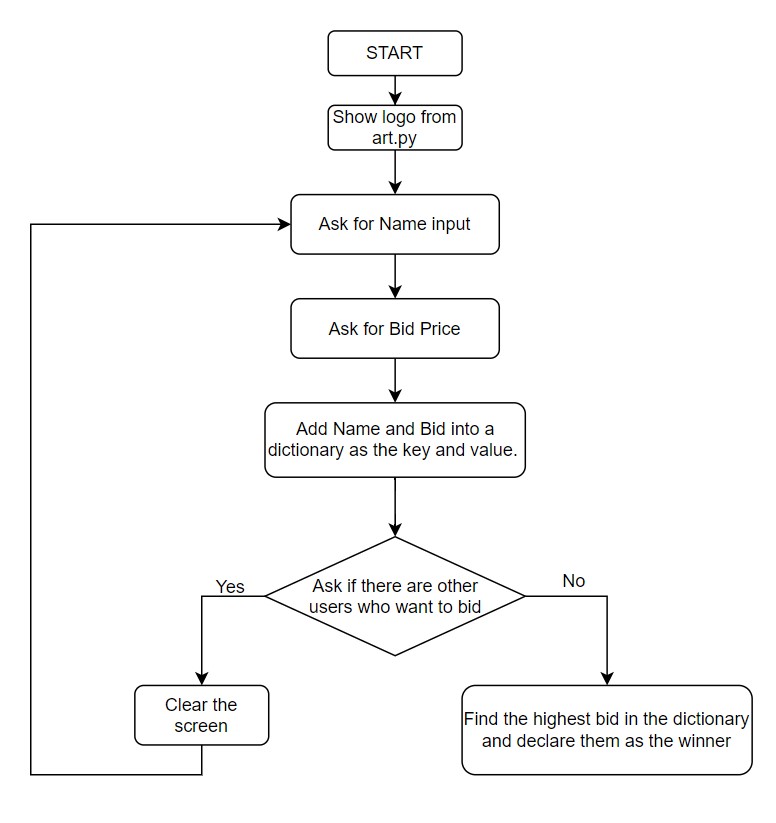 START
Show logo from
art.py
Ask for Name input
Ask for Bid Price
Add Name and Bid into a
dictionary as the key and value.
Ask if there are other
users who want to bid
Yes
No
Clear the
screen
Find the highest bid in the dictionary
and declare them as the winner